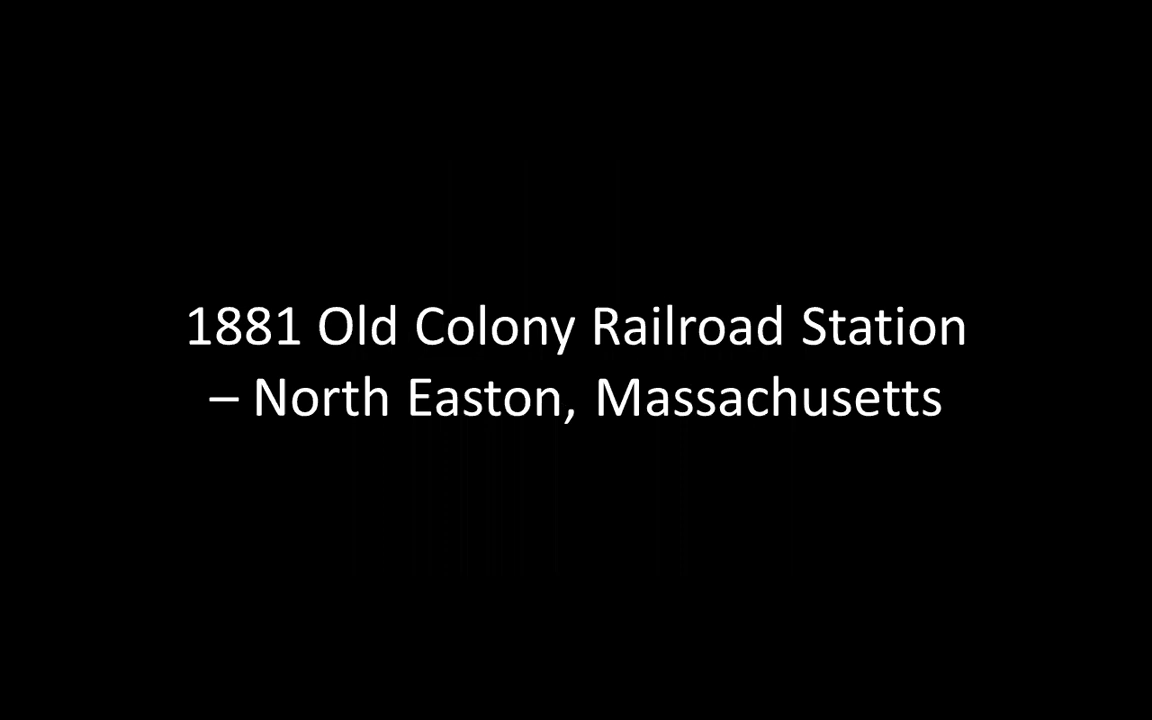 1881 Old Colony Railroad Station
– North Easton, Massachusetts